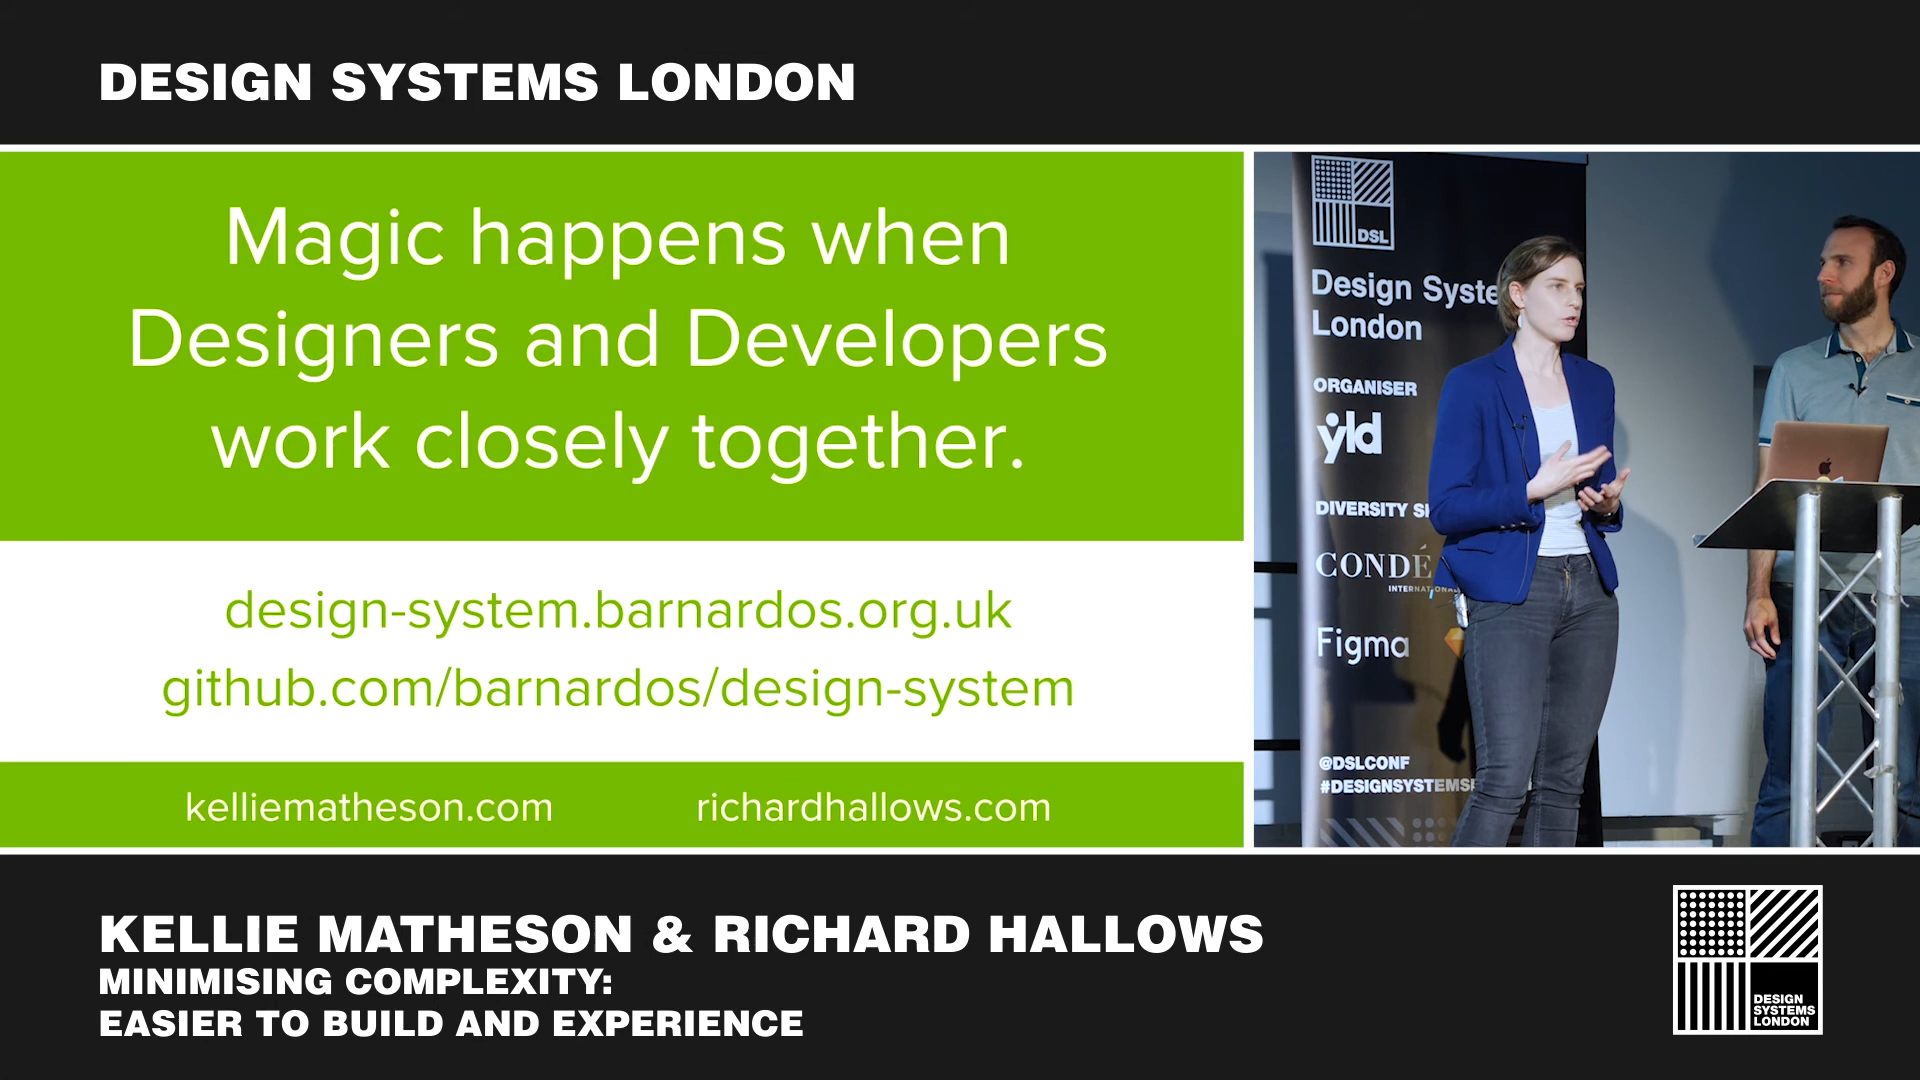 DESIGN SYSTEMS LONDON
Magic happens when
Designers and Developers
work closely together.
design-system.barnardos.org.uk
github.com/barnardos/design-system
kelliematheson.com
richardhallows.com
DSL
Design Syste
London
ORGANISER
yld
DIVERSITY
CONDÉ
INTERNATIONAL
Figma
@DSLCONF
#DESIGNSYSTEMS
KELLIE MATHESON & RICHARD HALLOWS
MINIMISING COMPLEXITY:
EASIER TO BUILD AND EXPERIENCE
DESIGN
SYSTEMS
LONDON